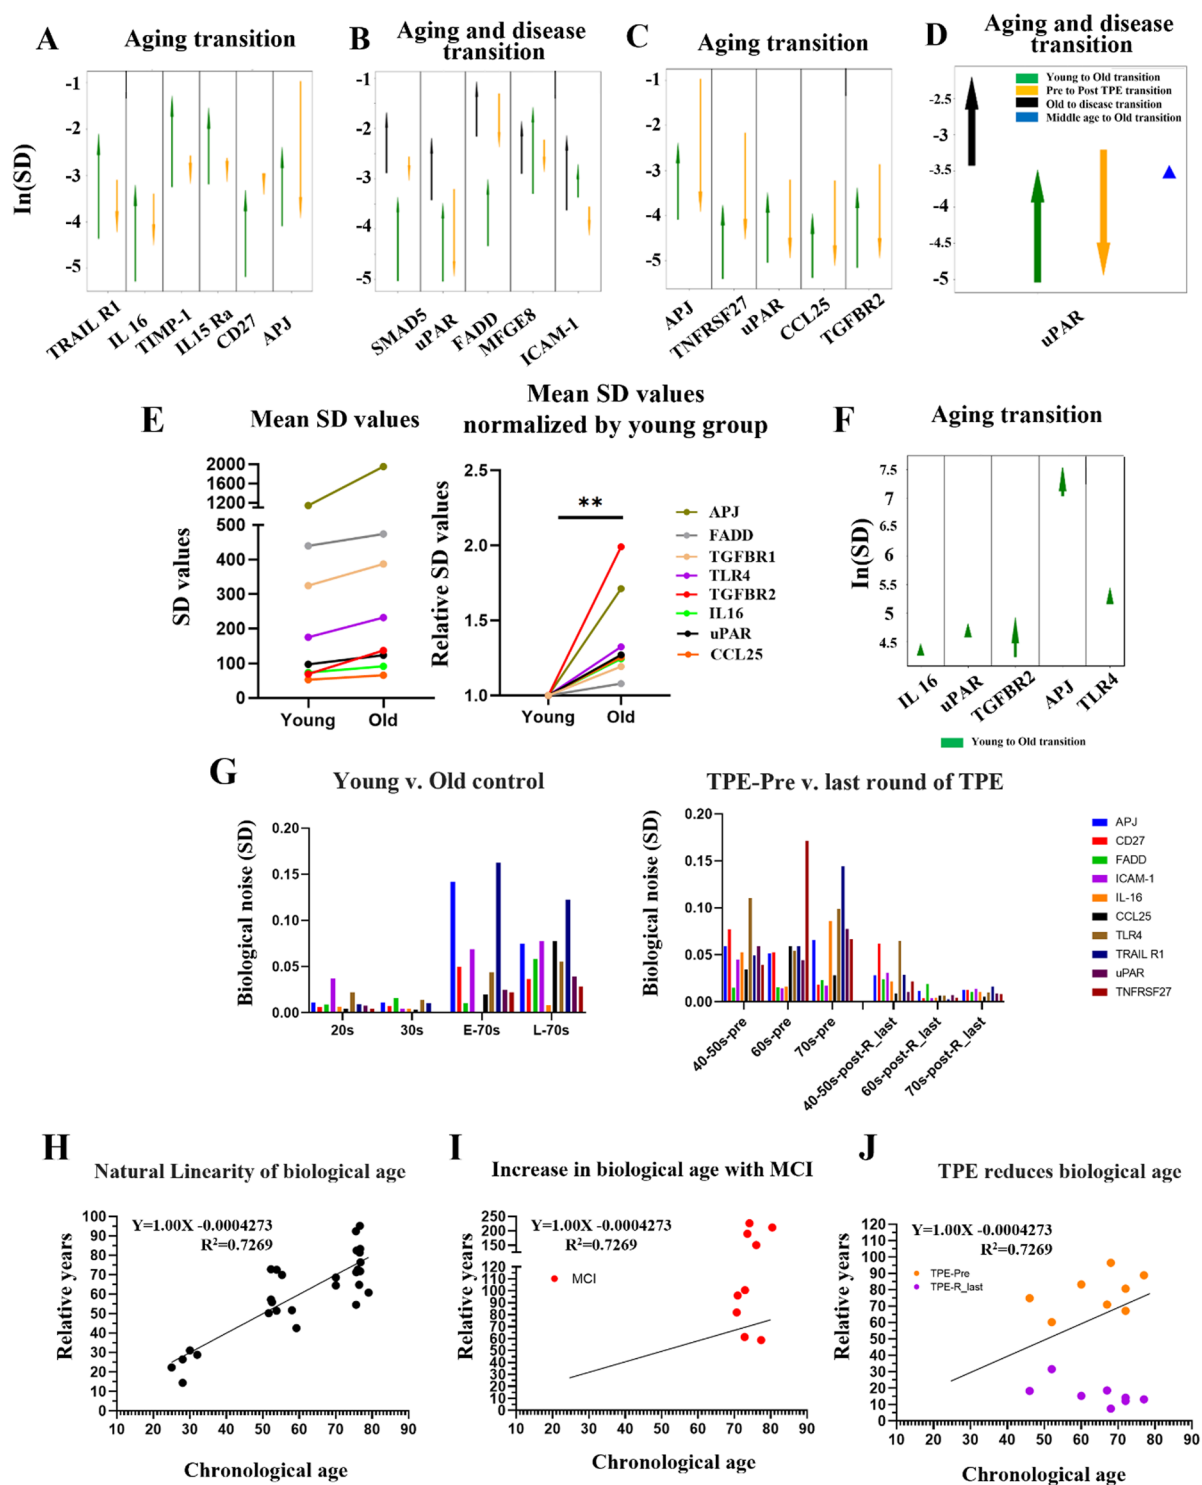 A
Aging transition
ln(SD)
-1
-2
-3
-4
-5
TRAIL R1
IL 16
TIMP-1
IL15 Ra
CD27
APJ
B
Aging and disease
transition
-1
-2
-3
-4
-5
SMAD5
uPAR
FADD
MFGE8
ICAM-1
C
Aging transition
-1
-2
-3
-4
-5
APJ
TNFRSF27
uPAR
CCL25
TGFBR2
D
Aging and disease
transition
Young to Old transition
Pre to Post TPE transition
Old to disease transition
Middle age to Old transition
-2.5
-3
-3.5
-4
-4.5
-5
uPAR
E
Mean SD values
SD values
2000
1600
1200
500
400
300
200
100
0
Young Old
Mean SD values
normalized by young group
Relative SD values
2.5
2.0
1.5
1.0
**
Young Old
APJ
FADD
TGFBR1
TLR4
TGFBR2
IL16
uPAR
CCL25
F
Aging transition
ln(SD)
7.5
7
6.5
6
5.5
5
4.5
IL 16
uPAR
TGFBR2
APJ
TLR4
Young to Old transition
G
Young v. Old control
Biological noise (SD)
0.20
0.15
0.10
0.05
0.00
20s 30s E-70s L-70s
TPE-Pre v. last round of TPE
Biological noise (SD)
0.20
0.15
0.10
0.05
0.00
40-50s-pre
60s-pre
70s-pre
40-50s-post-R_last
60s-post-R_last
70s-post-R_last
APJ
CD27
FADD
ICAM-1
IL-16
CCL25
TLR4
TRAIL R1
uPAR
TNFRSF27
H
Natural Linearity of biological age
Y=1.00X -0.0004273
R²=0.7269
Relative years
100
90
80
70
60
50
40
30
20
10
0
10 20 30 40 50 60 70 80 90
Chronological age
I
Increase in biological age with MCI
Y=1.00X -0.0004273
R²=0.7269
MCI
Relative years
250
200
150
110
100
90
80
70
60
50
40
30
20
10
0
10 20 30 40 50 60 70 80 90
Chronological age
J
TPE reduces biological age
Y=1.00X -0.0004273
R²=0.7269
TPE-Pre
TPE-R_last
Relative years
120
110
100
90
80
70
60
50
40
30
20
10
0
10 20 30 40 50 60 70 80 90
Chronological age